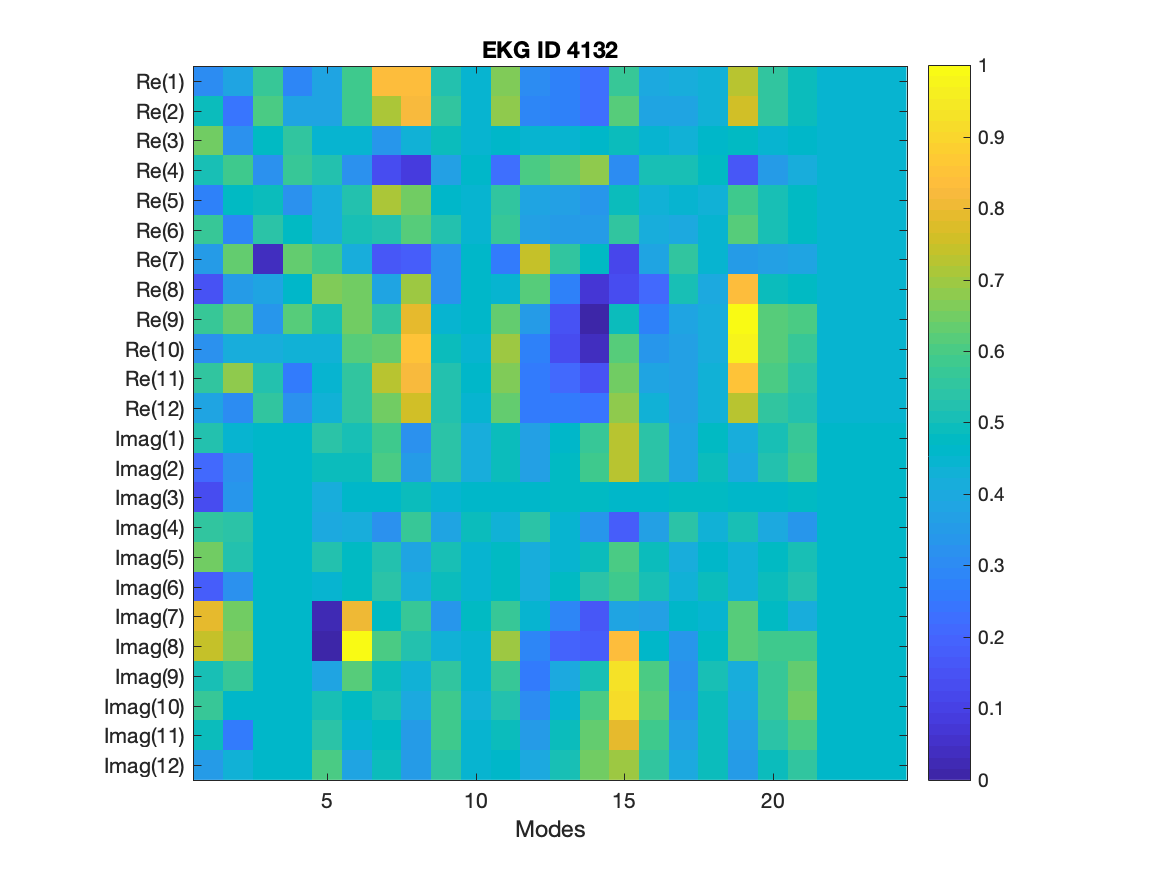 EKG ID 4132
Re(1)
Re(2)
Re(3)
Re(4)
Re(5)
Re(6)
Re(7)
Re(8)
Re(9)
Re(10)
Re(11)
Re(12)
Imag(1)
Imag(2)
Imag(3)
Imag(4)
Imag(5)
Imag(6)
Imag(7)
Imag(8)
Imag(9)
Imag(10)
Imag(11)
Imag(12)
5 10 15 20
Modes
1
0.9
0.8
0.7
0.6
0.5
0.4
0.3
0.2
0.1
0